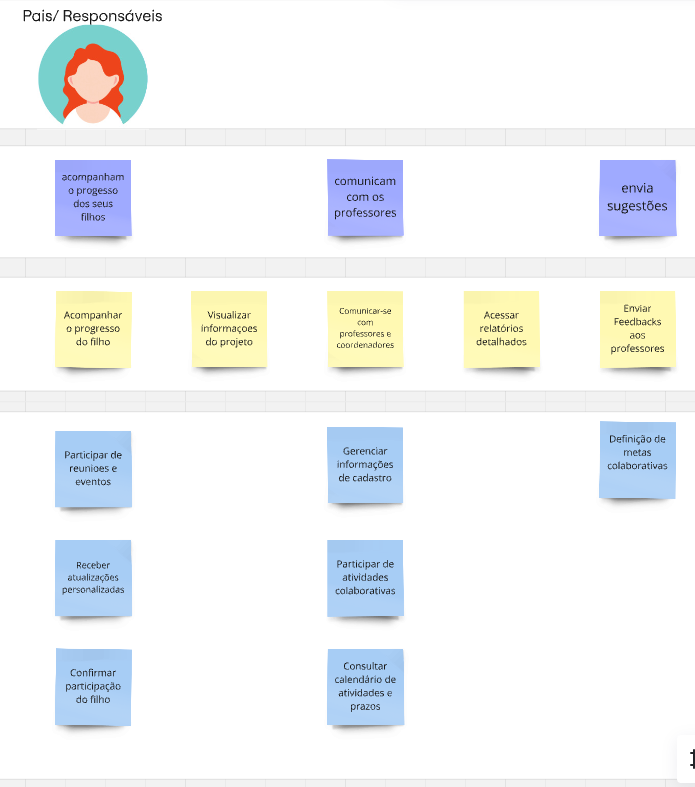 Pais/ Responsáveis
acompanham
o progesso
dos seus
filhos
comunicam
com os
professores
envia
sugestões
Acompanhar
o progresso
do filho
Visualizar
informaçoes
do projeto
Comunicar-se
com
professores e
coordenadores
Acessar
relatórios
detalhados
Enviar
Feedbacks
aos
professores
Participar de
reunioes e
eventos
Gerenciar
informações
de cadastro
Definição de
metas
colaborativas
Receber
atualizações
personalizadas
Participar de
atividades
colaborativas
Confirmar
participação
do filho
Consultar
calendário de
atividades e
prazos